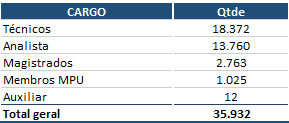 CARGO Qtde
Técnicos 18.372
Analista 13.760
Magistrados 2.763
Membros MPU 1.025
Auxiliar 12
Total geral 35.932